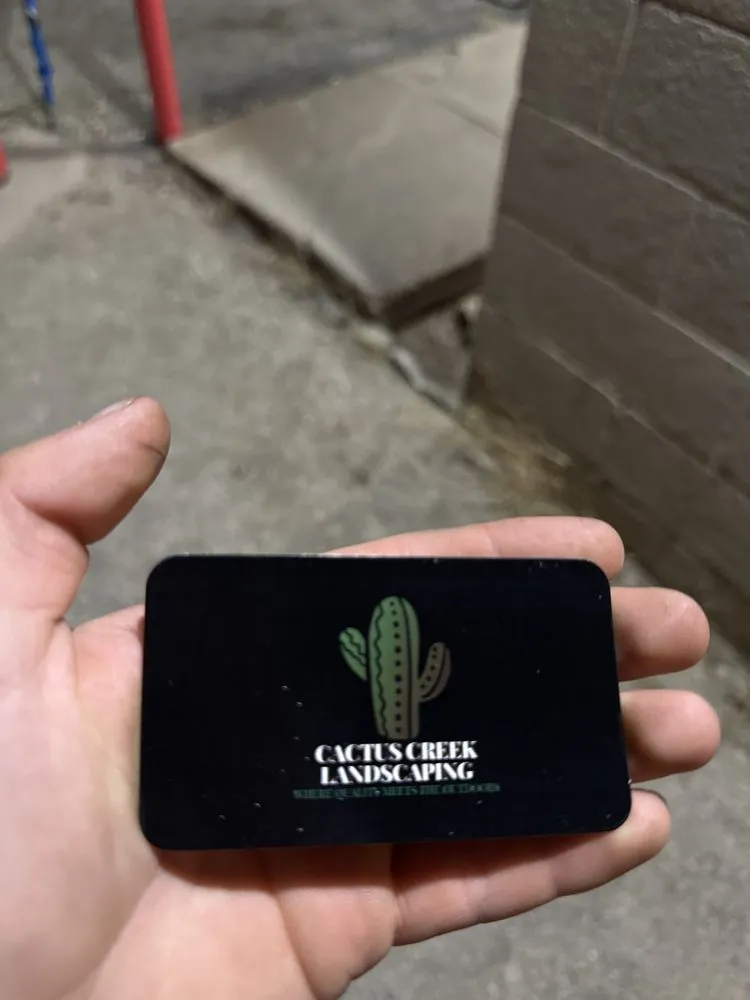 CACTUS CREEK
LANDSCAPING
WHERE QUALITY MEETS THE OUTDOORS